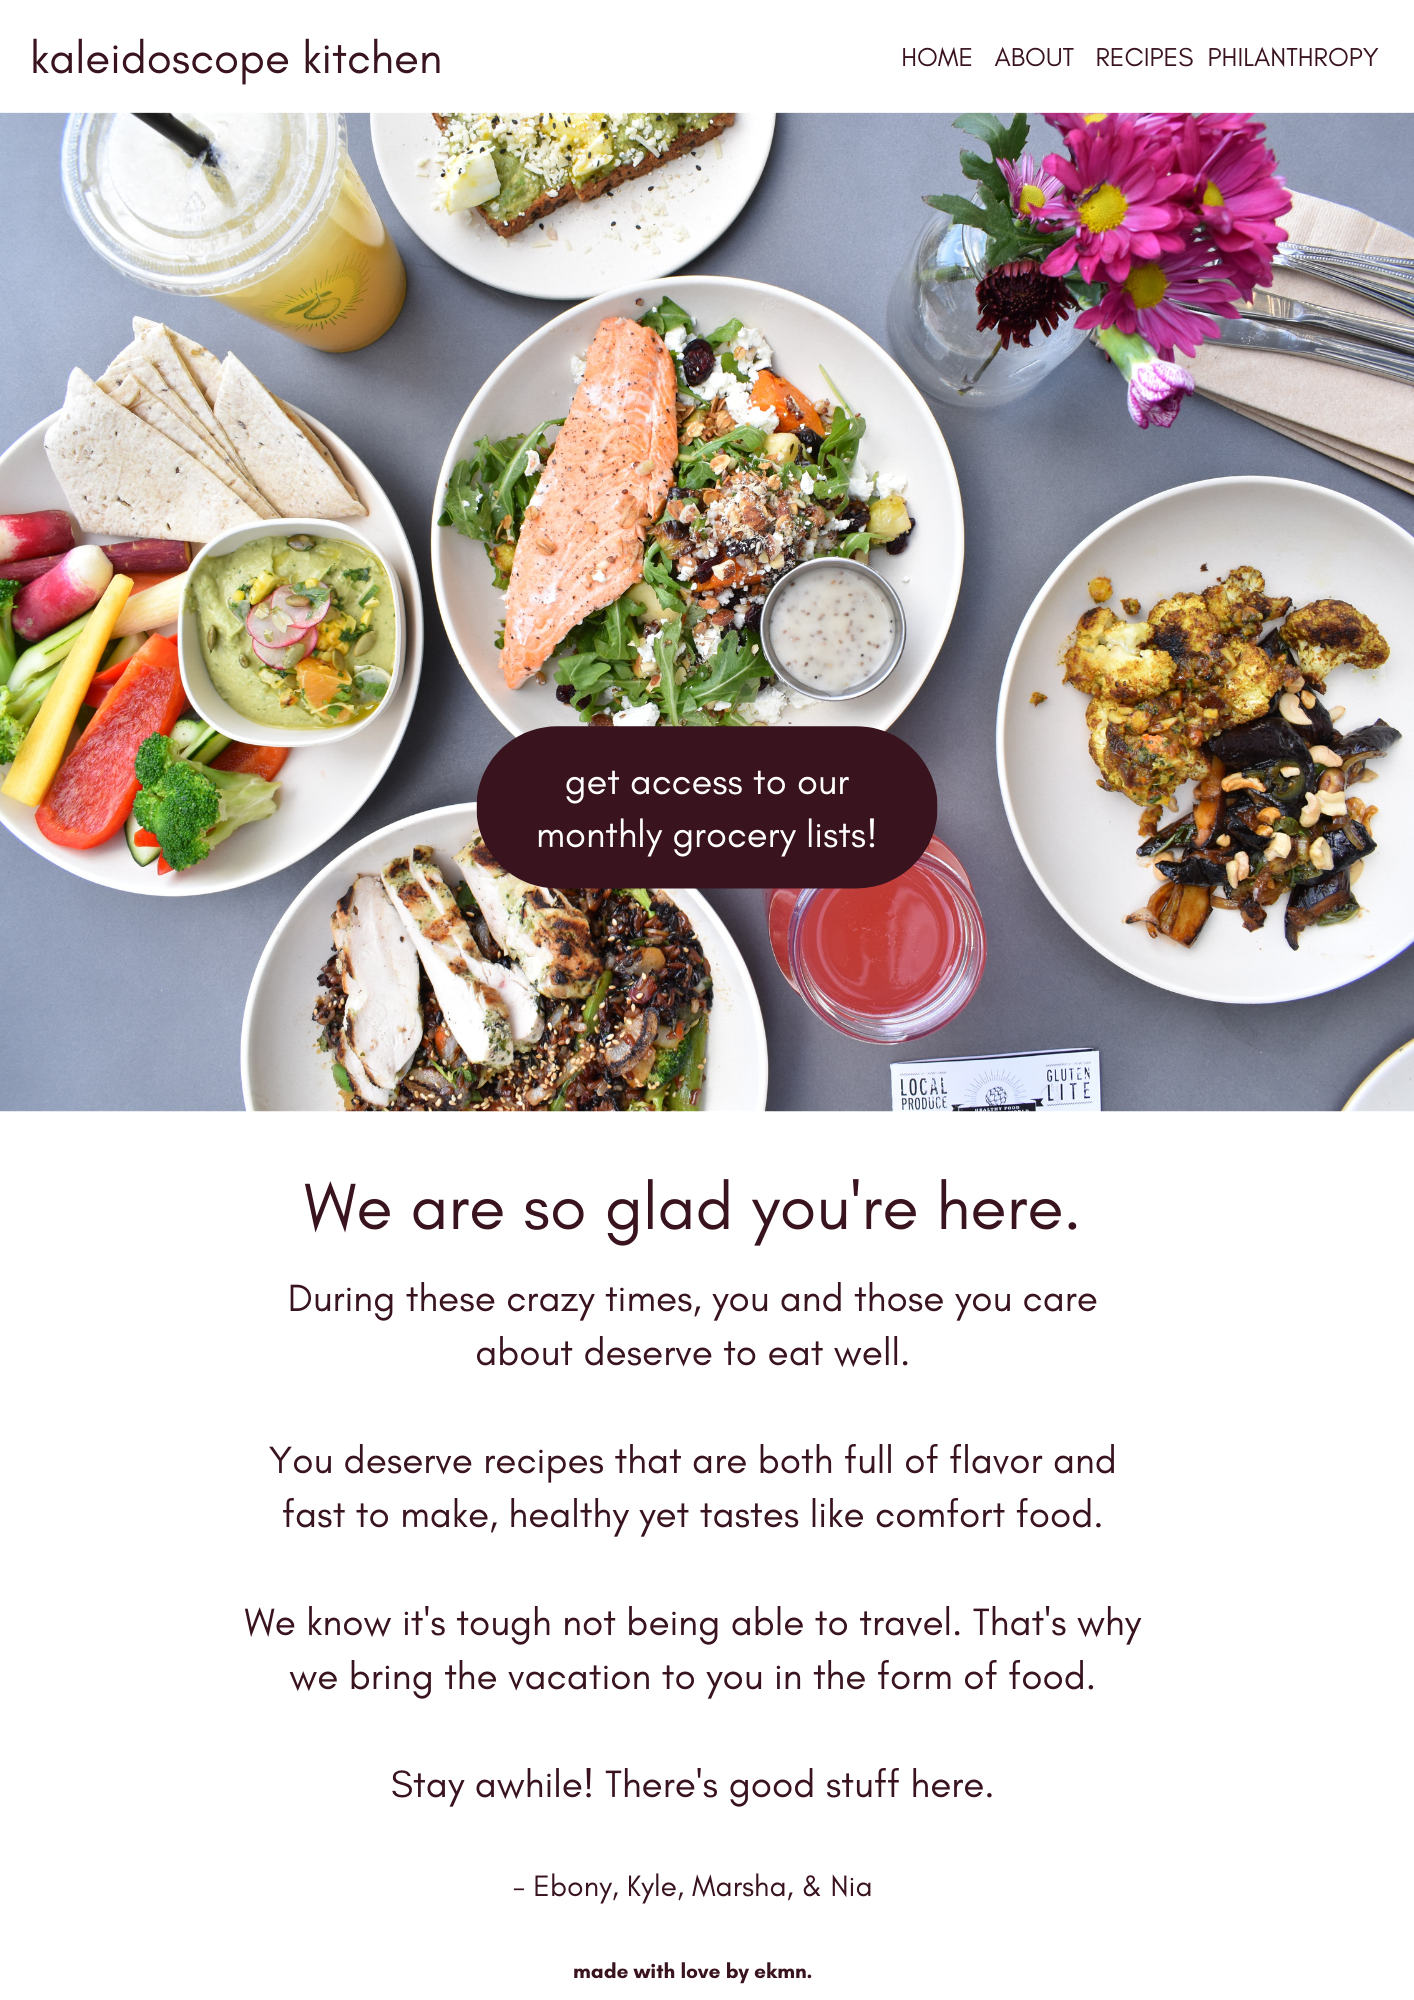 kaleidoscope kitchen
HOME ABOUT RECIPES PHILANTHROPY
get access to our
monthly grocery lists!
LOCAL
PRODUCE
GLUTEN
LITE
HEALTHY FOOD
We are so glad you're here.
During these crazy times, you and those you care
about deserve to eat well.
You deserve recipes that are both full of flavor and
fast to make, healthy yet tastes like comfort food.
We know it's tough not being able to travel. That's why
we bring the vacation to you in the form of food.
Stay awhile! There's good stuff here.
– Ebony, Kyle, Marsha, & Nia
made with love by ekmn.